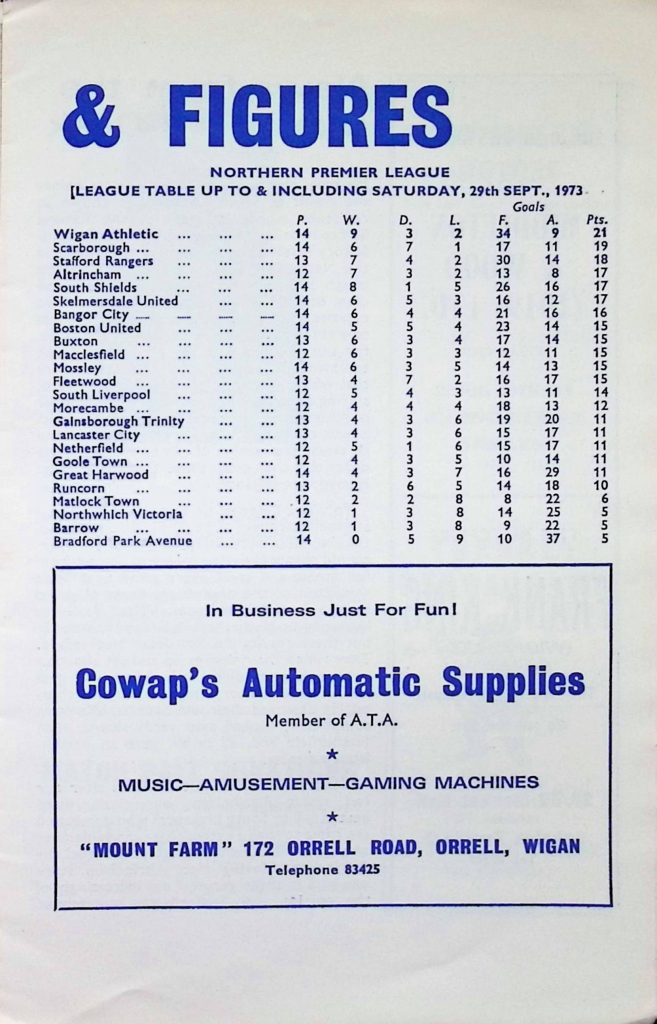 & FIGURES
NORTHERN PREMIER LEAGUE
[LEAGUE TABLE UP TO & INCLUDING SATURDAY, 29th SEPT., 1973
Goals
P. W. D. L. F. A. Pts.
Wigan Athletic ... ... ... 14 9 3 2 34 9 21
Scarborough ... ... ... 14 6 7 1 17 11 19
Stafford Rangers ... ... 13 7 4 2 30 14 18
Altrincham ... ... ... 12 7 3 2 13 8 17
South Shields ... ... ... 14 8 1 5 26 16 17
Skelmersdale United ... ... 14 6 5 3 16 12 17
Bangor City ... ... ... 14 6 4 4 21 16 16
Boston United ... ... ... 14 5 5 4 23 14 15
Buxton ... ... ... 13 6 3 4 17 14 15
Macclesfield ... ... ... 12 6 3 3 12 11 15
Mossley ... ... ... 14 6 3 5 14 13 15
Fleetwood ... ... ... 13 4 7 2 16 17 15
South Liverpool ... ... 12 5 4 3 13 11 14
Morecambe ... ... ... 12 4 4 4 18 13 12
Gainsborough Trinity ... ... 13 4 3 6 19 20 11
Lancaster City ... ... 13 4 3 6 15 17 11
Netherfield ... ... ... 12 5 1 6 15 17 11
Goole Town ... ... ... 12 4 3 5 10 14 11
Great Harwood ... ... 14 4 3 7 16 29 11
Runcorn ... ... ... 13 2 6 5 14 18 10
Matlock Town ... ... 12 2 2 8 8 22 6
Northwhich Victoria ... ... 12 1 3 8 14 25 5
Barrow ... ... ... 12 1 3 8 9 22 5
Bradford Park Avenue ... ... 14 0 5 9 10 37 5
In Business Just For Fun!
Cowap's Automatic Supplies
Member of A.T.A.
★
MUSIC—AMUSEMENT—GAMING MACHINES
★
"MOUNT FARM" 172 ORRELL ROAD, ORRELL, WIGAN
Telephone 83425